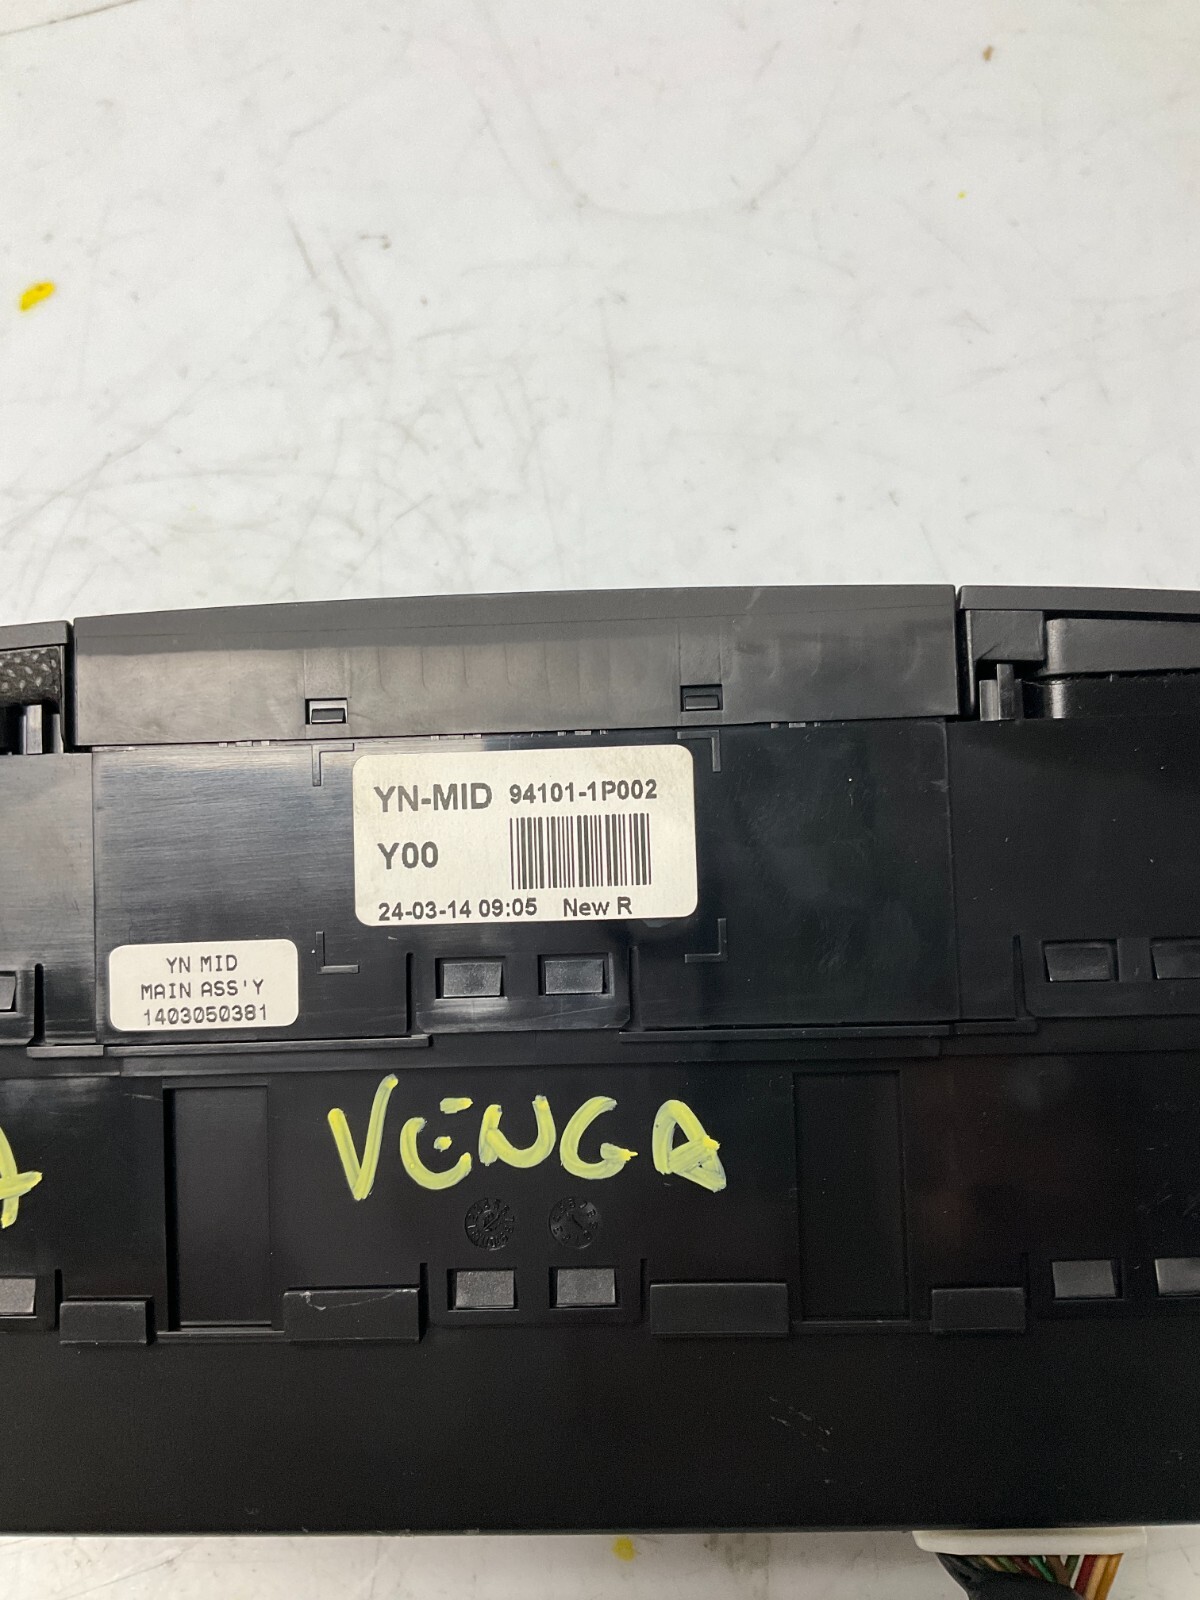 YN-MID 94101-1P002
Y00
24-03-14 09:05 New R
YN MID
MAIN ASS'Y
1403050381
VENGA
A